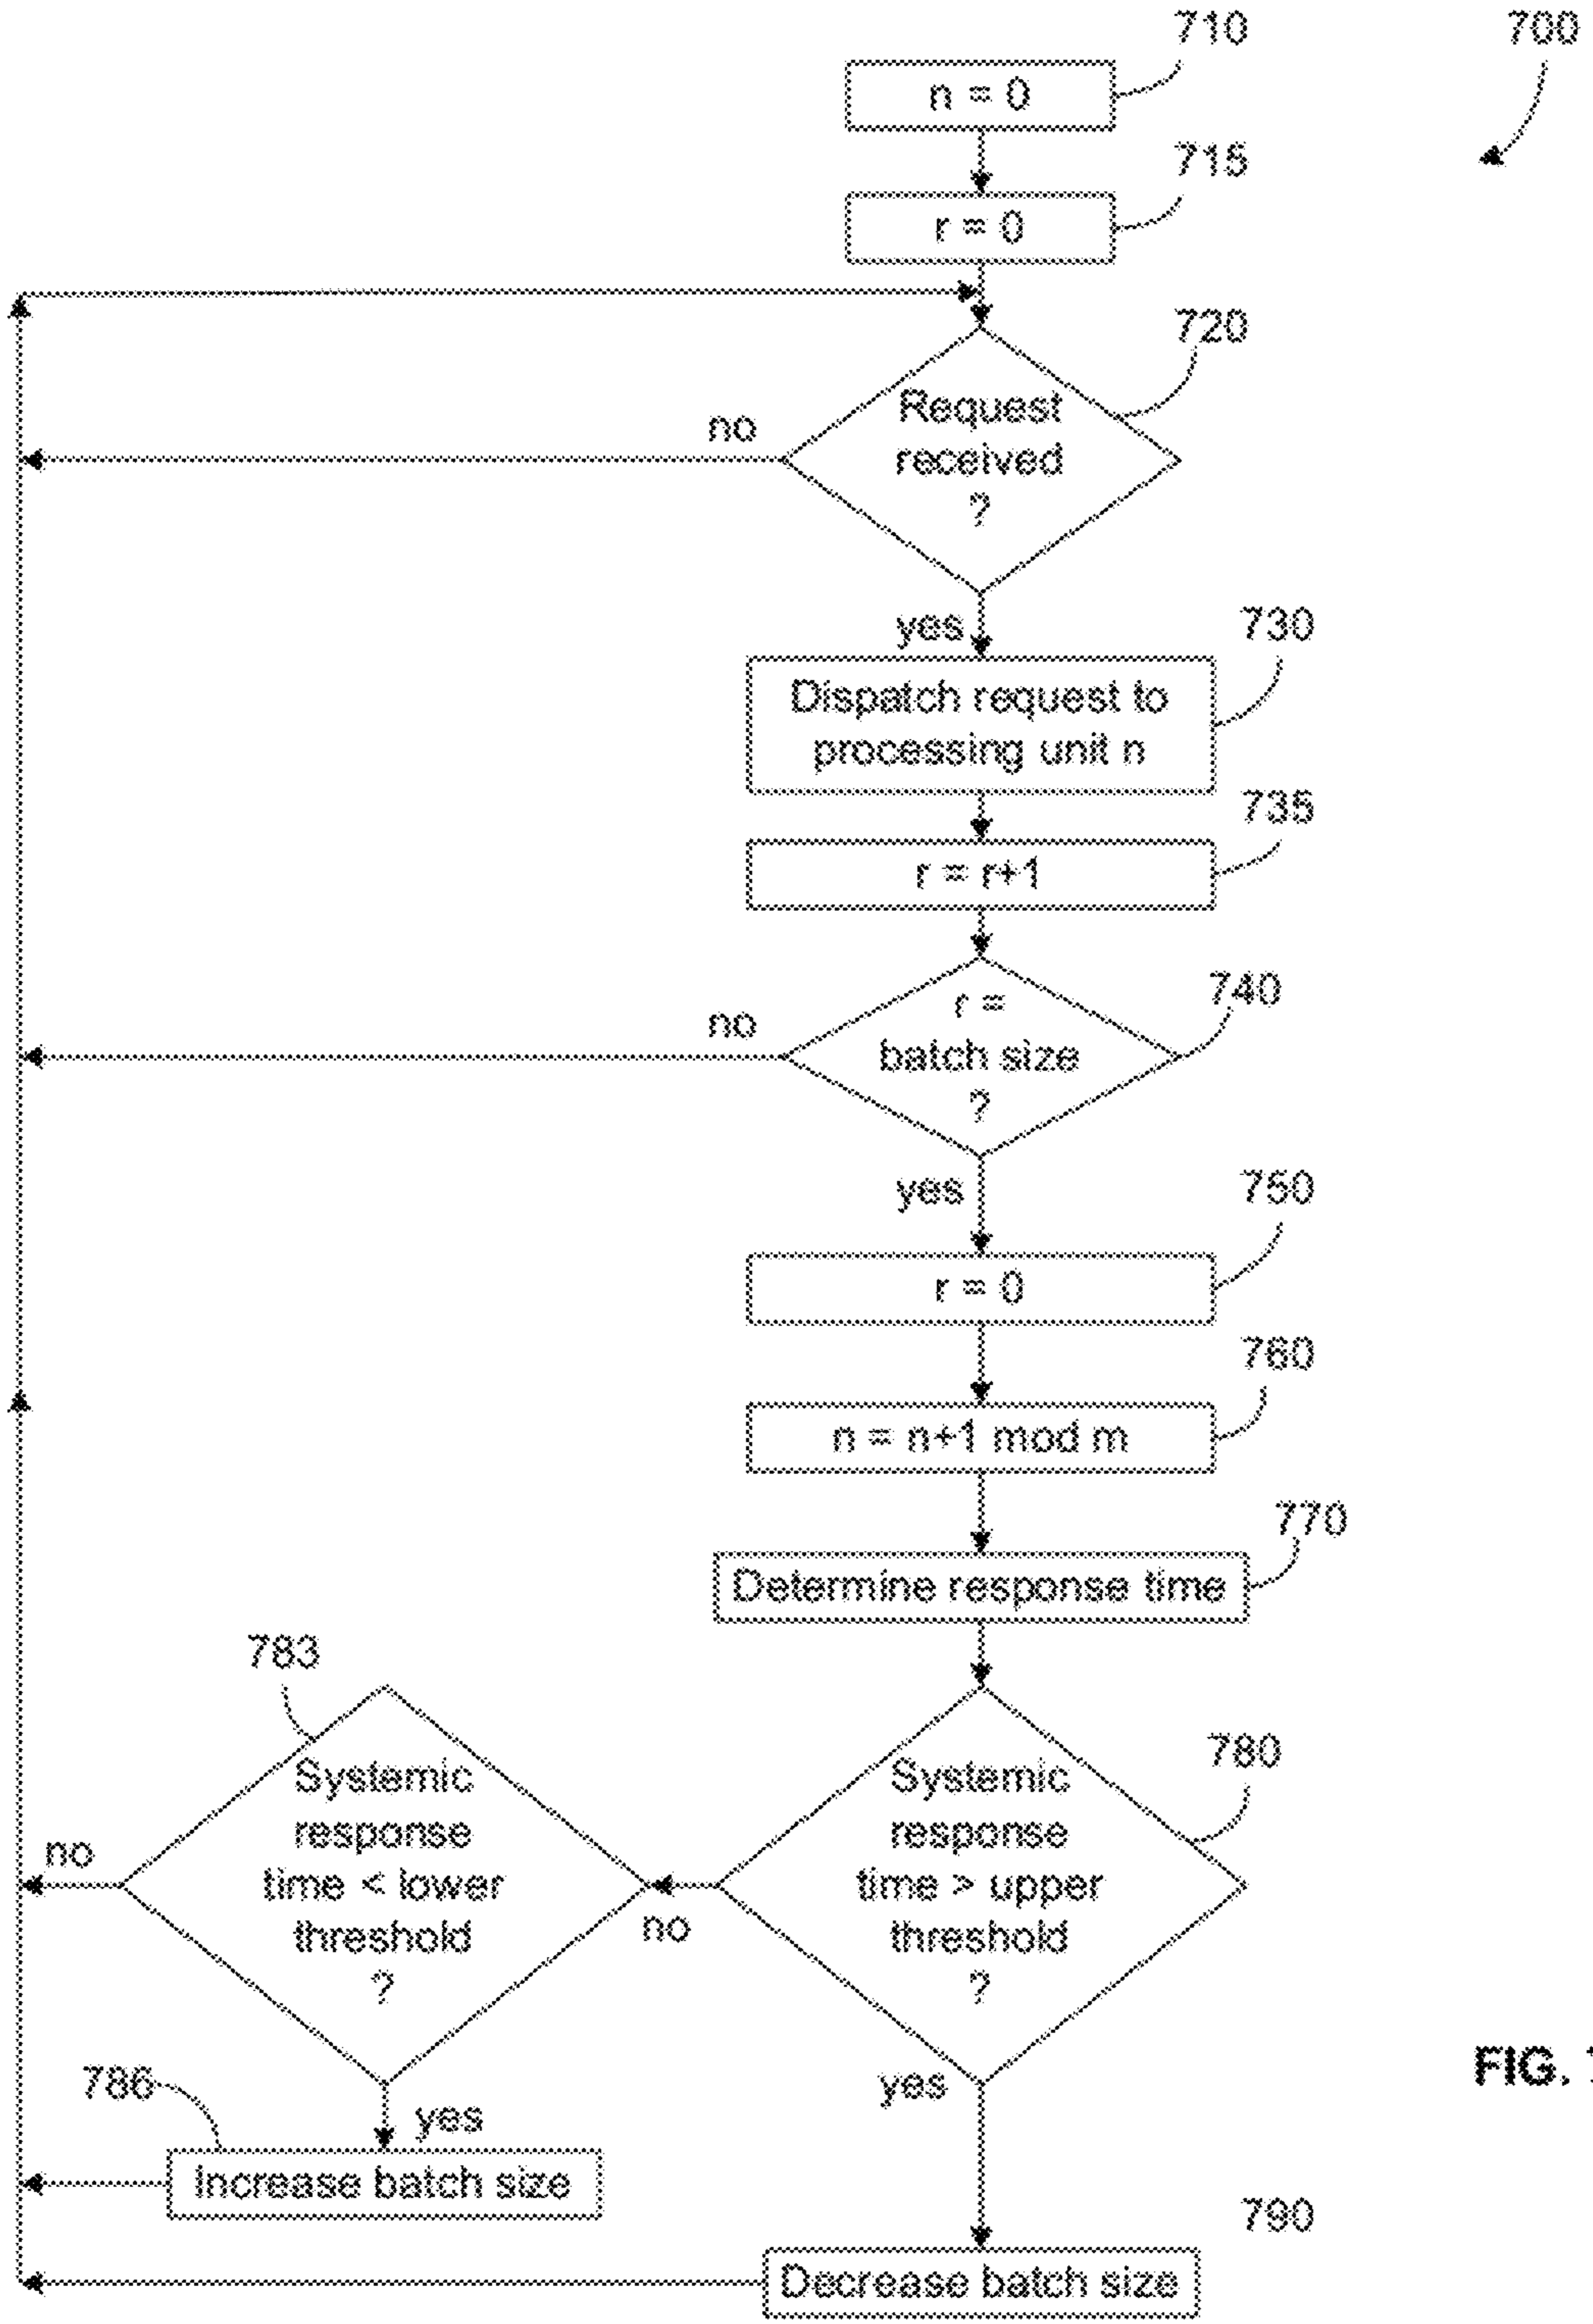 710
700
n = 0
715
r = 0
720
Request
received
?
no
yes
730
Dispatch request to
processing unit n
735
r = r+1
740
r =
batch size
?
no
yes
750
r = 0
760
n = n+1 mod m
770
Determine response time
783
780
Systemic
response
time < lower
threshold
?
Systemic
response
time > upper
threshold
?
no
no
yes
786
yes
Increase batch size
790
Decrease batch size
FIG.